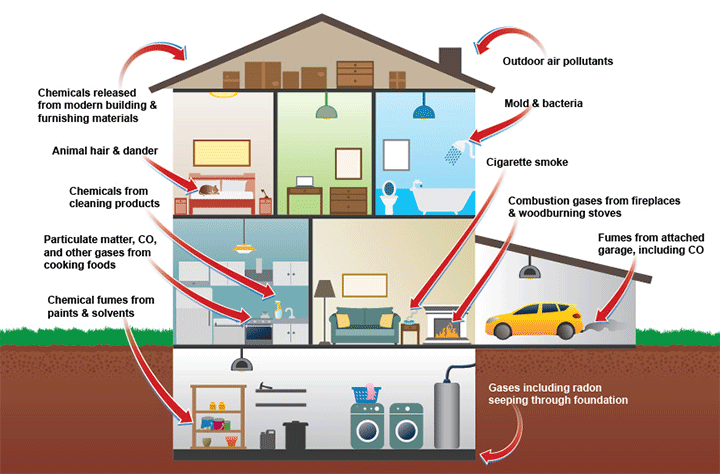 Chemicals released
from modern building &
furnishing materials
Animal hair & dander
Chemicals from
cleaning products
Particulate matter, CO,
and other gases from
cooking foods
Chemical fumes from
paints & solvents
Outdoor air pollutants
Mold & bacteria
Cigarette smoke
Combustion gases from fireplaces
& woodburning stoves
Fumes from attached
garage, including CO
Gases including radon
seeping through foundation